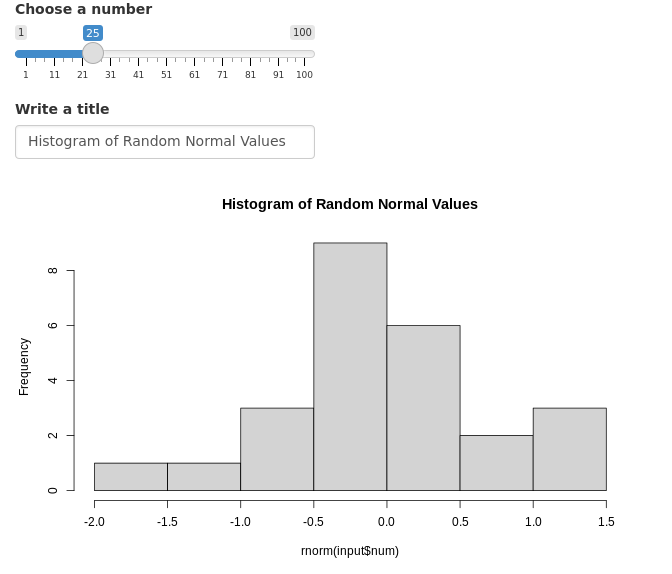 Choose a number
1 25 100
1 11 21 31 41 51 61 71 81 91 100
Write a title
Histogram of Random Normal Values
Histogram of Random Normal Values
8
6
4
2
0
Frequency
-2.0 -1.5 -1.0 -0.5 0.0 0.5 1.0 1.5
rnorm(input$num)